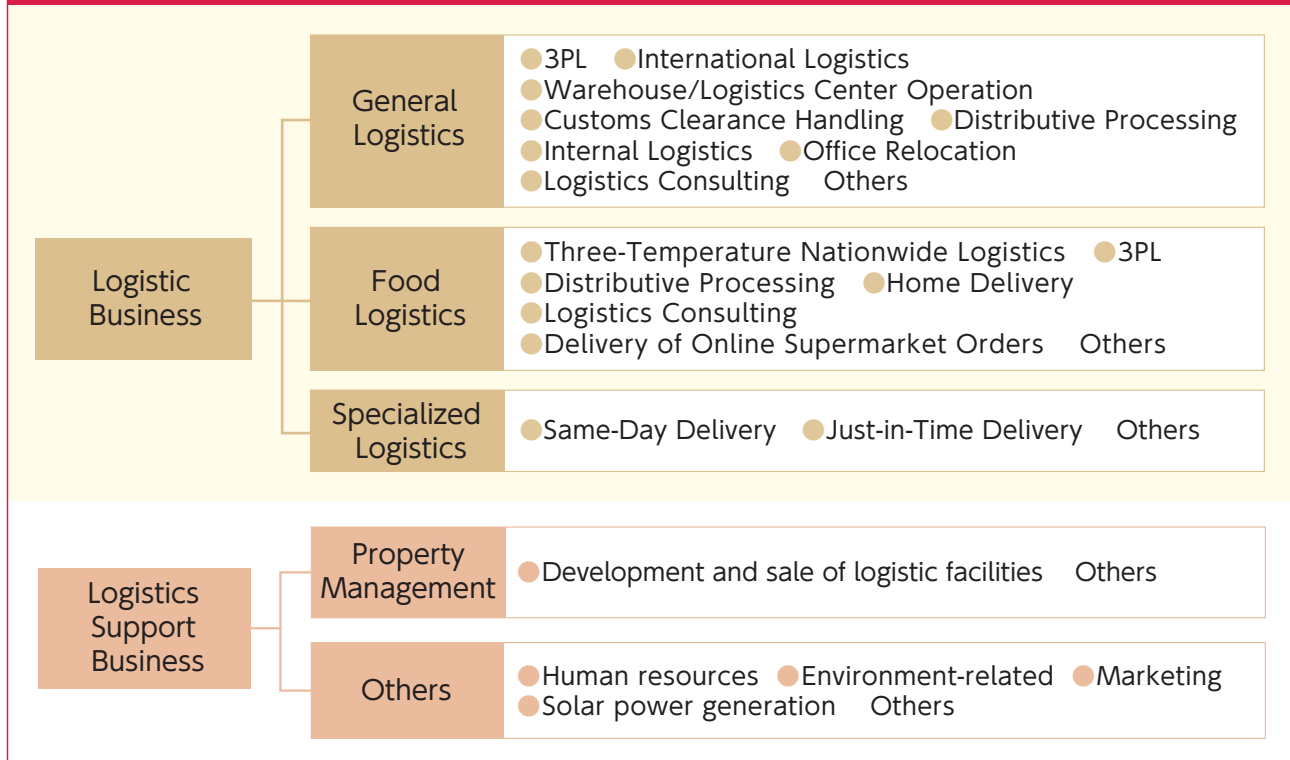 Logistic
Business
General
Logistics
●3PL ●International Logistics
●Warehouse/Logistics Center Operation
●Customs Clearance Handling ●Distributive Processing
●Internal Logistics ●Office Relocation
●Logistics Consulting Others
Food
Logistics
●Three-Temperature Nationwide Logistics ●3PL
●Distributive Processing ●Home Delivery
●Logistics Consulting
●Delivery of Online Supermarket Orders Others
Specialized
Logistics
●Same-Day Delivery ●Just-in-Time Delivery Others
Logistics
Support
Business
Property
Management
●Development and sale of logistic facilities Others
Others
●Human resources ●Environment-related ●Marketing
●Solar power generation Others